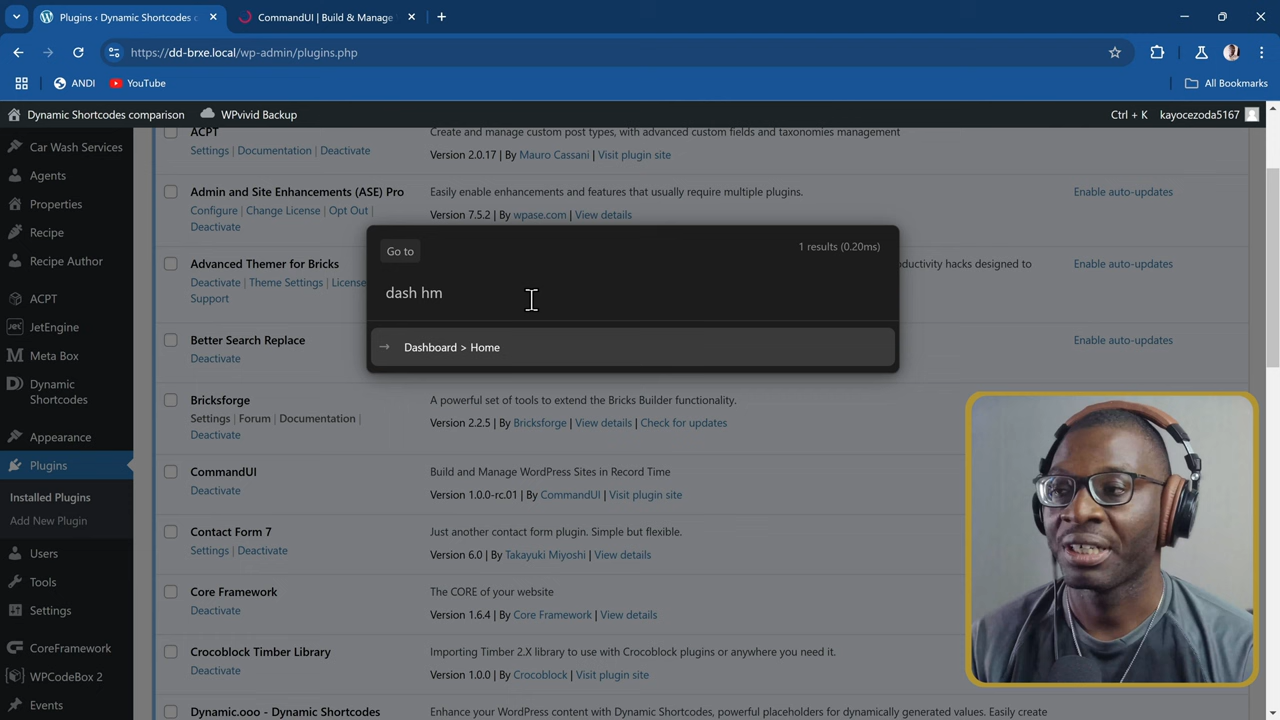 Plugins ‹ Dynamic Shortcodes c
CommandUI | Build & Manage
https://dd-brxe.local/wp-admin/plugins.php
ANDI
YouTube
All Bookmarks
Dynamic Shortcodes comparison
WPvivid Backup
Ctrl + K
kayocezoda5167
Car Wash Services
Agents
Properties
Recipe
Recipe Author
ACPT
JetEngine
Meta Box
Dynamic
Shortcodes
Appearance
Plugins
Installed Plugins
Add New Plugin
Users
Tools
Settings
CoreFramework
WPCodeBox 2
Events
ACPT
Create and manage custom post types, with advanced custom fields and taxonomies management
Settings | Documentation | Deactivate
Version 2.0.17 | By Mauro Cassani | Visit plugin site
Admin and Site Enhancements (ASE) Pro
Easily enable enhancements and features that usually require multiple plugins.
Enable auto-updates
Configure | Change License | Opt Out |
Deactivate
Version 7.5.2 | By wpase.com | View details
Go to
1 results (0.20ms)
dash hm
→ Dashboard > Home
Advanced Themer for Bricks
oductivity hacks designed to
Enable auto-updates
Deactivate | Theme Settings | License
Support
Better Search Replace
Enable auto-updates
Deactivate
Bricksforge
A powerful set of tools to extend the Bricks Builder functionality.
Settings | Forum | Documentation |
Deactivate
Version 2.2.5 | By Bricksforge | View details | Check for updates
CommandUI
Build and Manage WordPress Sites in Record Time
Deactivate
Version 1.0.0-rc.01 | By CommandUI | Visit plugin site
Contact Form 7
Just another contact form plugin. Simple but flexible.
Settings | Deactivate
Version 6.0 | By Takayuki Miyoshi | View details
Core Framework
The CORE of your website
Deactivate
Version 1.6.4 | By Core Framework | View details
Crocoblock Timber Library
Importing Timber 2.X library to use with Crocoblock plugins or anywhere you need it.
Deactivate
Version 1.0.0 | By Crocoblock | Visit plugin site
Dynamic.ooo - Dynamic Shortcodes
Enhance your WordPress content with Dynamic Shortcodes, powerful placeholders for dynamically generated values. Easily create